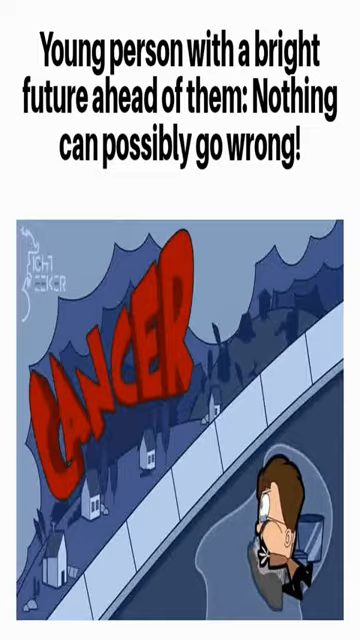 Young person with a bright
future ahead of them: Nothing
can possibly go wrong!
CANCER